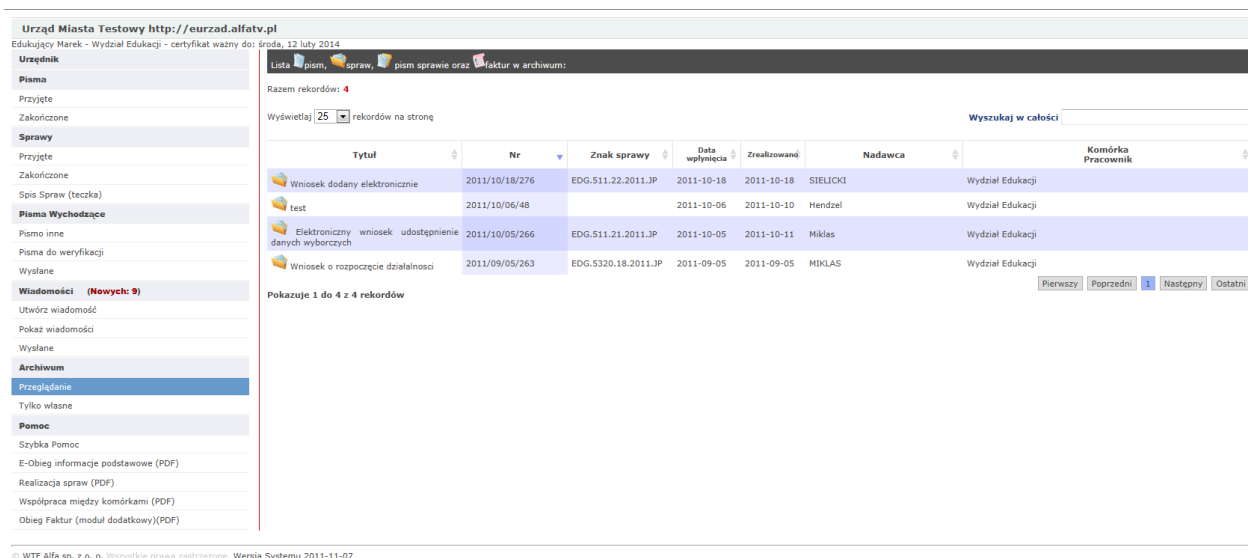 Urząd Miasta Testowy http://eurzad.alfatv.pl
Edukujący Marek - Wydział Edukacji - certyfikat ważny do: środa, 12 luty 2014
Urzędnik
Pisma
Przyjęte
Zakończone
Sprawy
Przyjęte
Zakończone
Spis Spraw (teczka)
Pisma Wychodzące
Pismo inne
Pisma do weryfikacji
Wysłane
Wiadomości (Nowych: 9)
Utwórz wiadomość
Pokaż wiadomości
Wysłane
Archiwum
Przeglądanie
Tylko własne
Pomoc
Szybka Pomoc
E-Obieg informacje podstawowe (PDF)
Realizacja spraw (PDF)
Współpraca między komórkami (PDF)
Obieg Faktur (moduł dodatkowy)(PDF)
Lista pism, spraw, pism sprawie oraz faktur w archiwum:
Razem rekordów: 4
Wyświetlaj 25 rekordów na stronę Wyszukaj w całości
Tytuł Nr Znak sprawy Data wpłynięcia Zrealizowano Nadawca Komórka Pracownik
Wniosek dodany elektronicznie 2011/10/18/276 EDG.511.22.2011.JP 2011-10-18 2011-10-18 SIELICKI Wydział Edukacji
test 2011/10/06/48 2011-10-06 2011-10-10 Hendzel Wydział Edukacji
Elektroniczny wniosek udostępnienie 2011/10/05/266 EDG.511.21.2011.JP 2011-10-05 2011-10-11 Miklas Wydział Edukacji
danych wyborczych
Wniosek o rozpoczęcie działalnosci 2011/09/05/263 EDG.5320.18.2011.JP 2011-09-05 2011-09-05 MIKLAS Wydział Edukacji
Pierwszy Poprzedni 1 Następny Ostatni
Pokazuje 1 do 4 z 4 rekordów
© WTE Alfa sp. z o. o. Wszystkie prawa zastrzeżone. Wersja Systemu 2011-11-07